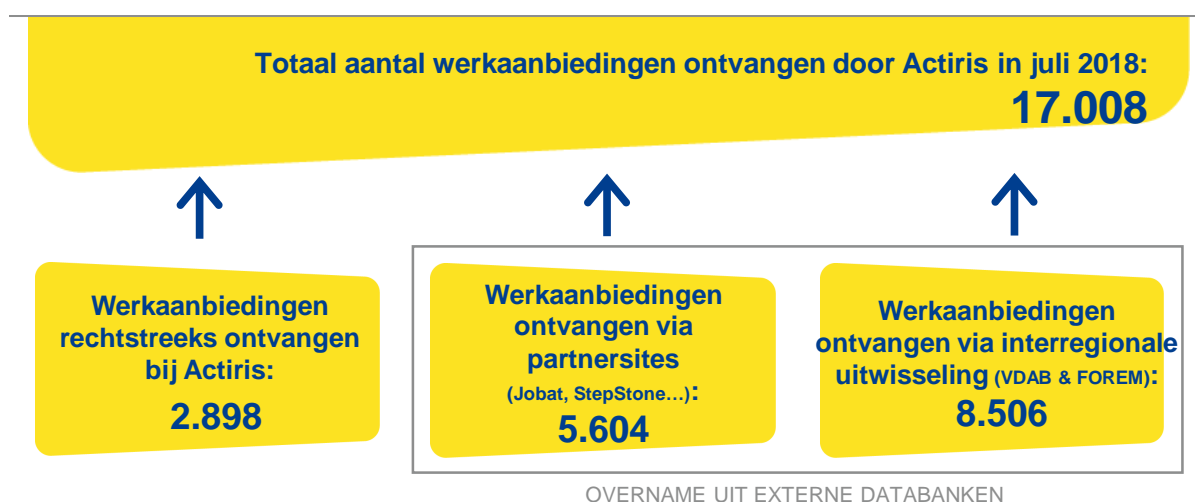 Totaal aantal werkaanbiedingen ontvangen door Actiris in juli 2018:
17.008
Werkaanbiedingen
rechtstreeks ontvangen
bij Actiris:
2.898
Werkaanbiedingen
ontvangen via
partnersites
(Jobat, StepStone…):
5.604
Werkaanbiedingen
ontvangen via interregionale
uitwisseling (VDAB & FOREM):
8.506
OVERNAME UIT EXTERNE DATABANKEN